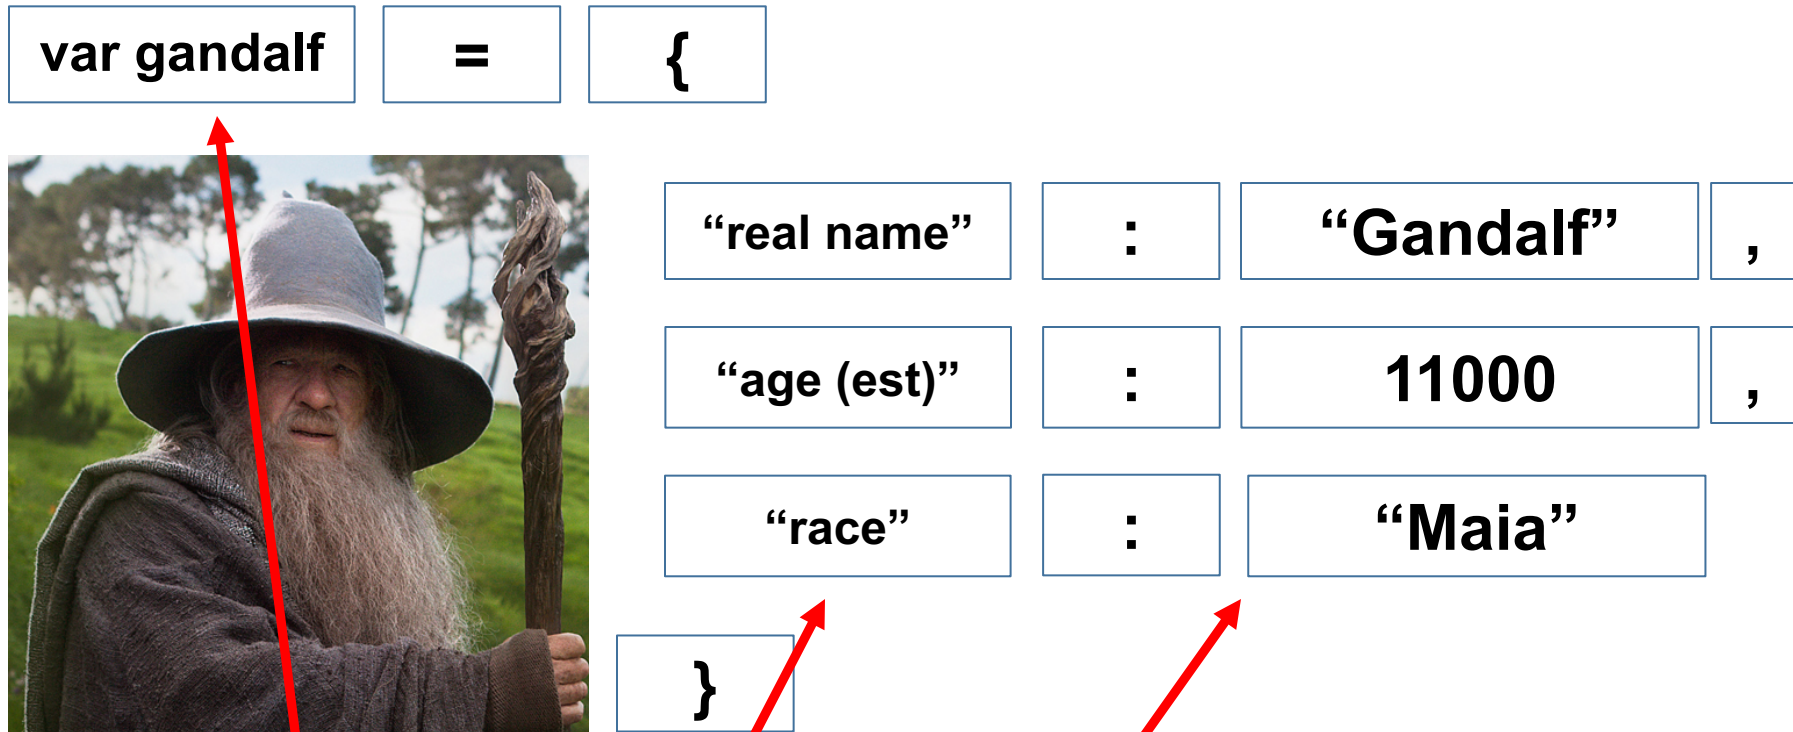 var gandalf = {
“real name” : “Gandalf” ,
“age (est)” : 11000 ,
“race” : “Maia”
}